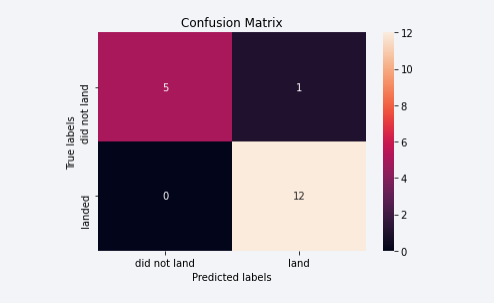 Confusion Matrix
True labels
did not land
landed
5
1
0
12
did not land
land
Predicted labels
12
10
8
6
4
2
0